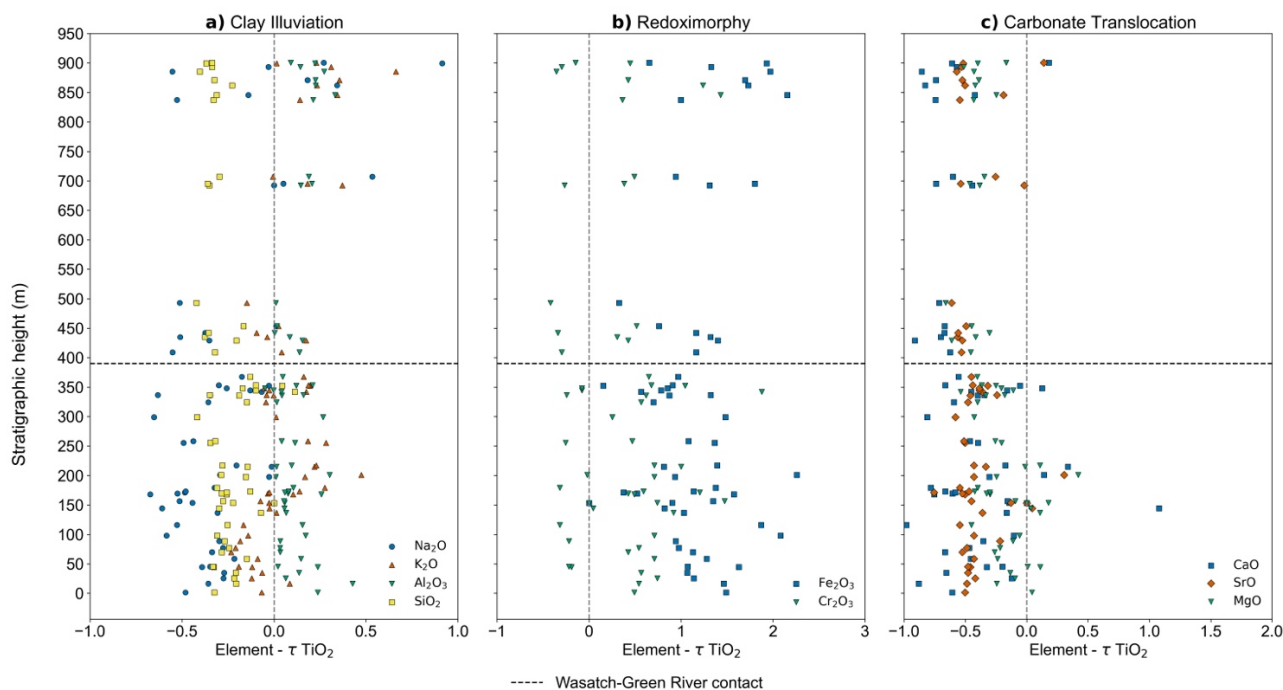 a) Clay Illuviation
b) Redoximorphy
c) Carbonate Translocation
Stratigraphic height (m)
950
900
850
800
750
700
650
600
550
500
450
400
350
300
250
200
150
100
50
0
Na₂O
K₂O
Al₂O₃
SiO₂
−1.0 −0.5 0.0 0.5 1.0
Element - τ TiO₂
Fe₂O₃
Cr₂O₃
−1 0 1 2 3
Element - τ TiO₂
CaO
SrO
MgO
−1.0 −0.5 0.0 0.5 1.0 1.5 2.0
Element - τ TiO₂
Wasatch-Green River contact